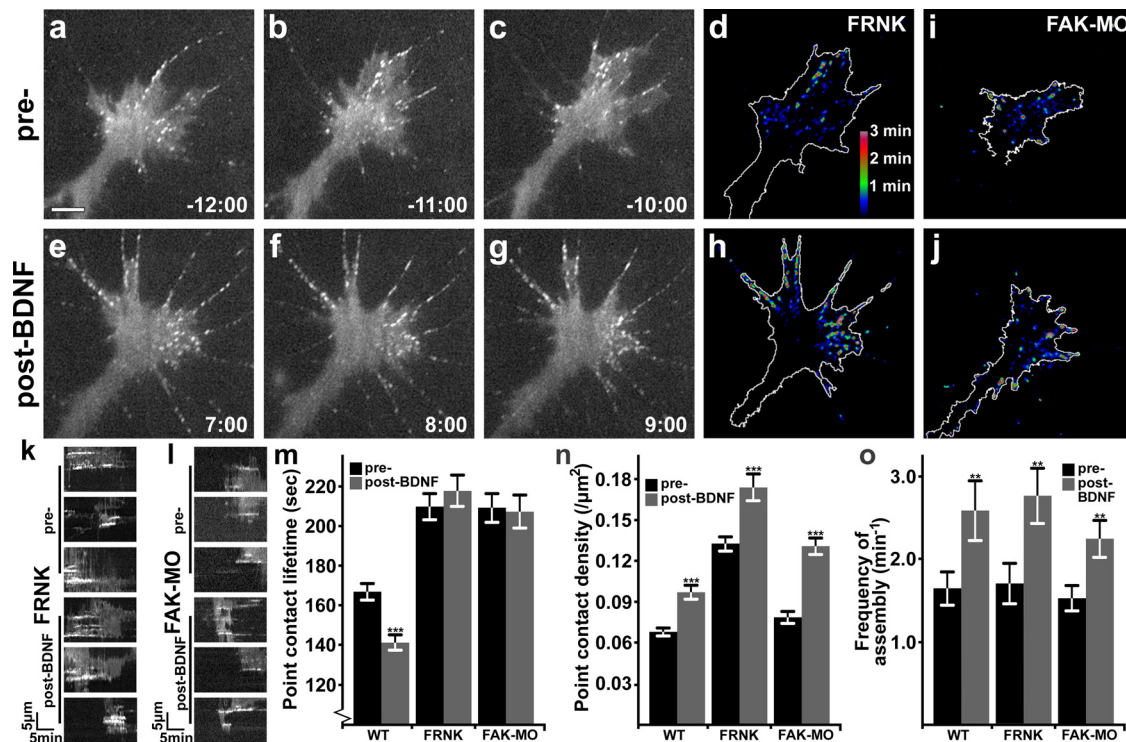 a b c d FRNK i FAK-MO
pre-
-12:00 -11:00 -10:00
3 min
2 min
1 min
e f g h j
post-BDNF
7:00 8:00 9:00
k
pre-
FRNK
post-BDNF
5µm
5min
l
pre-
FAK-MO
post-BDNF
5µm
5min
m
pre-
post-BDNF
Point contact lifetime (sec)
220
200
180
160
140
120
***
WT FRNK FAK-MO
n
pre-
post-BDNF
Point contact density (/µm²)
0.18
0.15
0.12
0.09
0.06
0.03
*** *** ***
WT FRNK FAK-MO
o
pre-
post-
BDNF
Frequency of
assembly (min⁻¹)
3.0
2.0
1.0
** ** **
WT FRNK FAK-MO